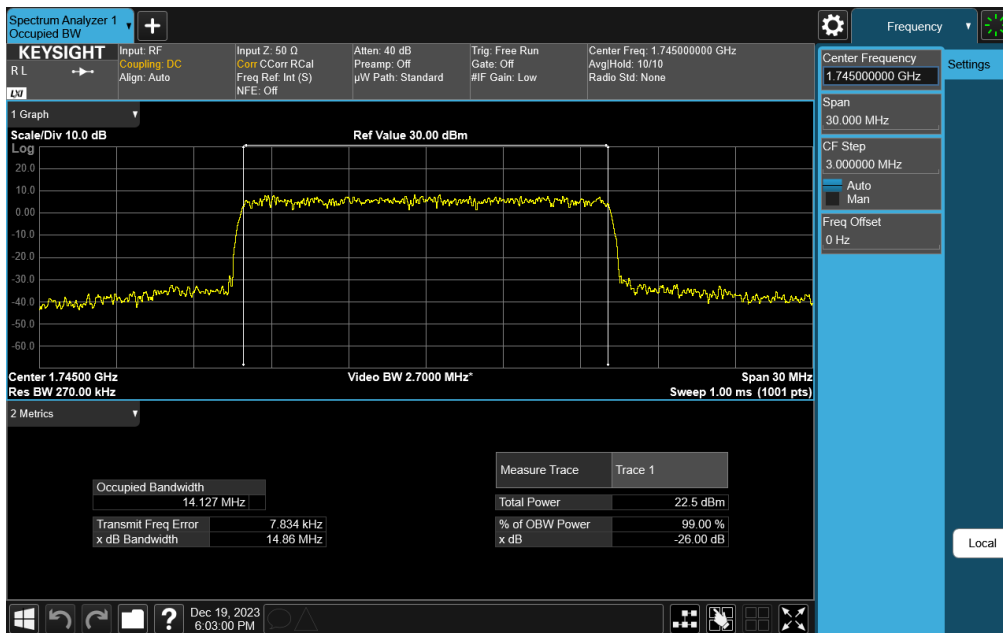 Spectrum Analyzer 1
Occupied BW
Frequency
KEYSIGHT
R L
LXI
Input: RF
Coupling: DC
Align: Auto
Input Z: 50 Ω
Corr CCorr RCal
Freq Ref: Int (S)
NFE: Off
Atten: 40 dB
Preamp: Off
µW Path: Standard
Trig: Free Run
Gate: Off
#IF Gain: Low
Center Freq: 1.745000000 GHz
Avg|Hold: 10/10
Radio Std: None
Center Frequency
1.745000000 GHz
Settings
Span
30.000 MHz
CF Step
3.000000 MHz
Auto
Man
Freq Offset
0 Hz
1 Graph
Scale/Div 10.0 dB
Ref Value 30.00 dBm
Log
20.0
10.0
0.00
-10.0
-20.0
-30.0
-40.0
-50.0
-60.0
Center 1.74500 GHz
Video BW 2.7000 MHz*
Span 30 MHz
Res BW 270.00 kHz
Sweep 1.00 ms (1001 pts)
2 Metrics
Measure Trace Trace 1
Occupied Bandwidth
14.127 MHz
Total Power 22.5 dBm
Transmit Freq Error 7.834 kHz
% of OBW Power 99.00 %
x dB Bandwidth 14.86 MHz
x dB -26.00 dB
Local
?
Dec 19, 2023
6:03:00 PM